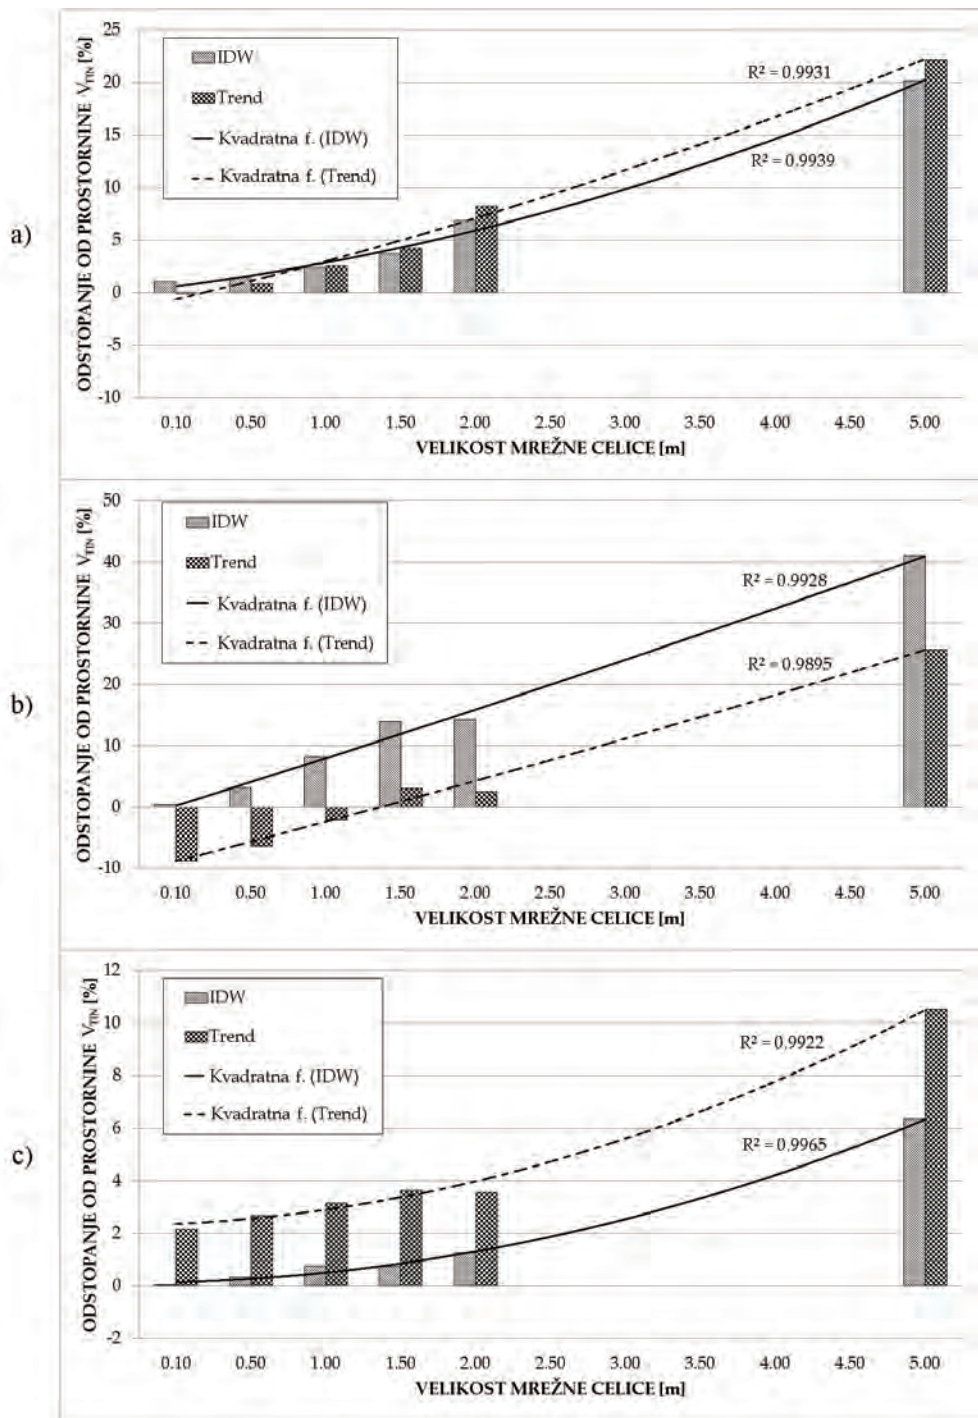 a)
ODSTOPANJE OD PROSTORNINE V_TIN [%]
25
20
15
10
5
0
-5
-10
IDW
Trend
Kvadratna f. (IDW)
Kvadratna f. (Trend)
R² = 0.9931
R² = 0.9939
0.10 0.50 1.00 1.50 2.00 2.50 3.00 3.50 4.00 4.50 5.00
VELIKOST MREŽNE CELICE [m]
b)
ODSTOPANJE OD PROSTORNINE V_TIN [%]
50
40
30
20
10
0
-10
IDW
Trend
Kvadratna f. (IDW)
Kvadratna f. (Trend)
R² = 0.9928
R² = 0.9895
0.10 0.50 1.00 1.50 2.00 2.50 3.00 3.50 4.00 4.50 5.00
VELIKOST MREŽNE CELICE [m]
c)
ODSTOPANJE OD PROSTORNINE V_TIN [%]
12
10
8
6
4
2
0
-2
IDW
Trend
Kvadratna f. (IDW)
Kvadratna f. (Trend)
R² = 0.9922
R² = 0.9965
0.10 0.50 1.00 1.50 2.00 2.50 3.00 3.50 4.00 4.50 5.00
VELIKOST MREŽNE CELICE [m]